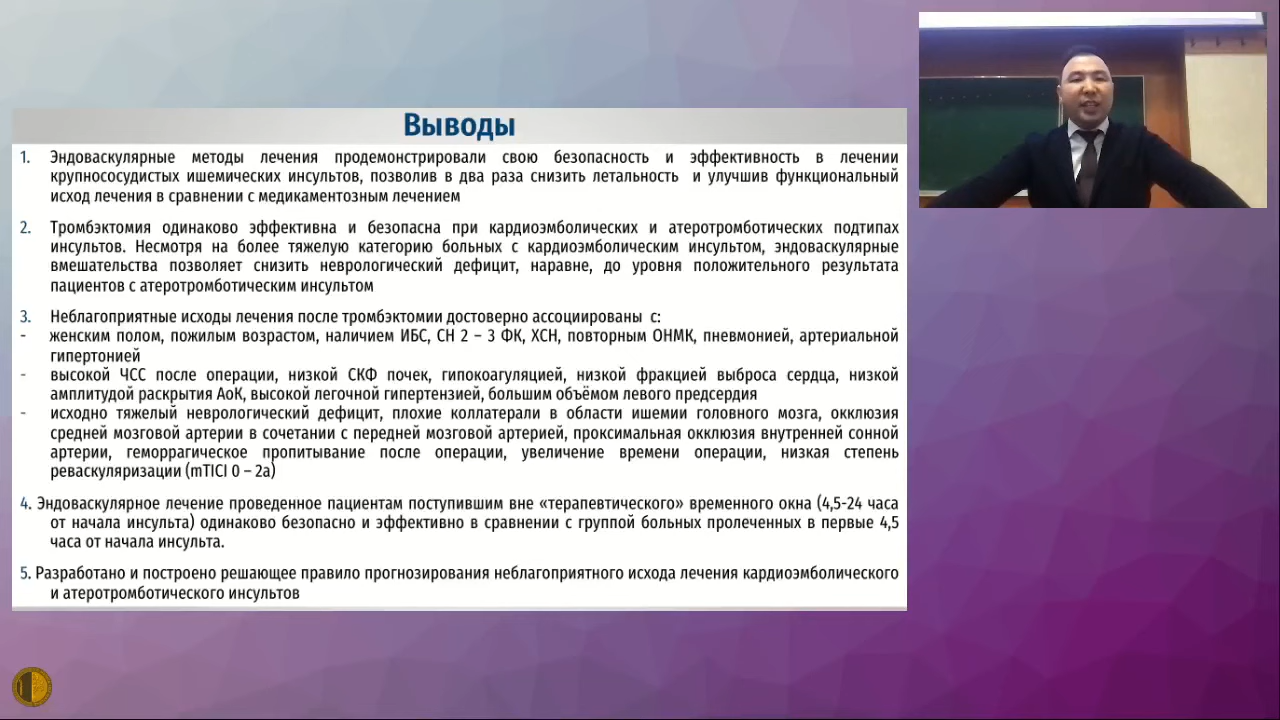 Выводы
1. Эндоваскулярные методы лечения продемонстрировали свою безопасность и эффективность в лечении
крупнососудистых ишемических инсультов, позволив в два раза снизить летальность и улучшив функциональный
исход лечения в сравнении с медикаментозным лечением
2. Тромбэктомия одинаково эффективна и безопасна при кардиоэмболических и атеротромботических подтипах
инсультов. Несмотря на более тяжелую категорию больных с кардиоэмболическим инсультом, эндоваскулярные
вмешательства позволяет снизить неврологический дефицит, наравне, до уровня положительного результата
пациентов с атеротромботическим инсультом
3. Неблагоприятные исходы лечения после тромбэктомии достоверно ассоциированы с:
- женским полом, пожилым возрастом, наличием ИБС, СН 2 – 3 ФК, ХСН, повторным ОНМК, пневмонией, артериальной
гипертонией
- высокой ЧСС после операции, низкой СКФ почек, гипокоагуляцией, низкой фракцией выброса сердца, низкой
амплитудой раскрытия АоК, высокой легочной гипертензией, большим объёмом левого предсердия
- исходно тяжелый неврологический дефицит, плохие коллатерали в области ишемии головного мозга, окклюзия
средней мозговой артерии в сочетании с передней мозговой артерией, проксимальная окклюзия внутренней сонной
артерии, геморрагическое пропитывание после операции, увеличение времени операции, низкая степень
реваскуляризации (mTICI 0 – 2a)
4. Эндоваскулярное лечение проведенное пациентам поступившим вне «терапевтического» временного окна (4,5-24 часа
от начала инсульта) одинаково безопасно и эффективно в сравнении с группой больных пролеченных в первые 4,5
часа от начала инсульта.
5. Разработано и построено решающее правило прогнозирования неблагоприятного исхода лечения кардиоэмболического
и атеротромботического инсультов